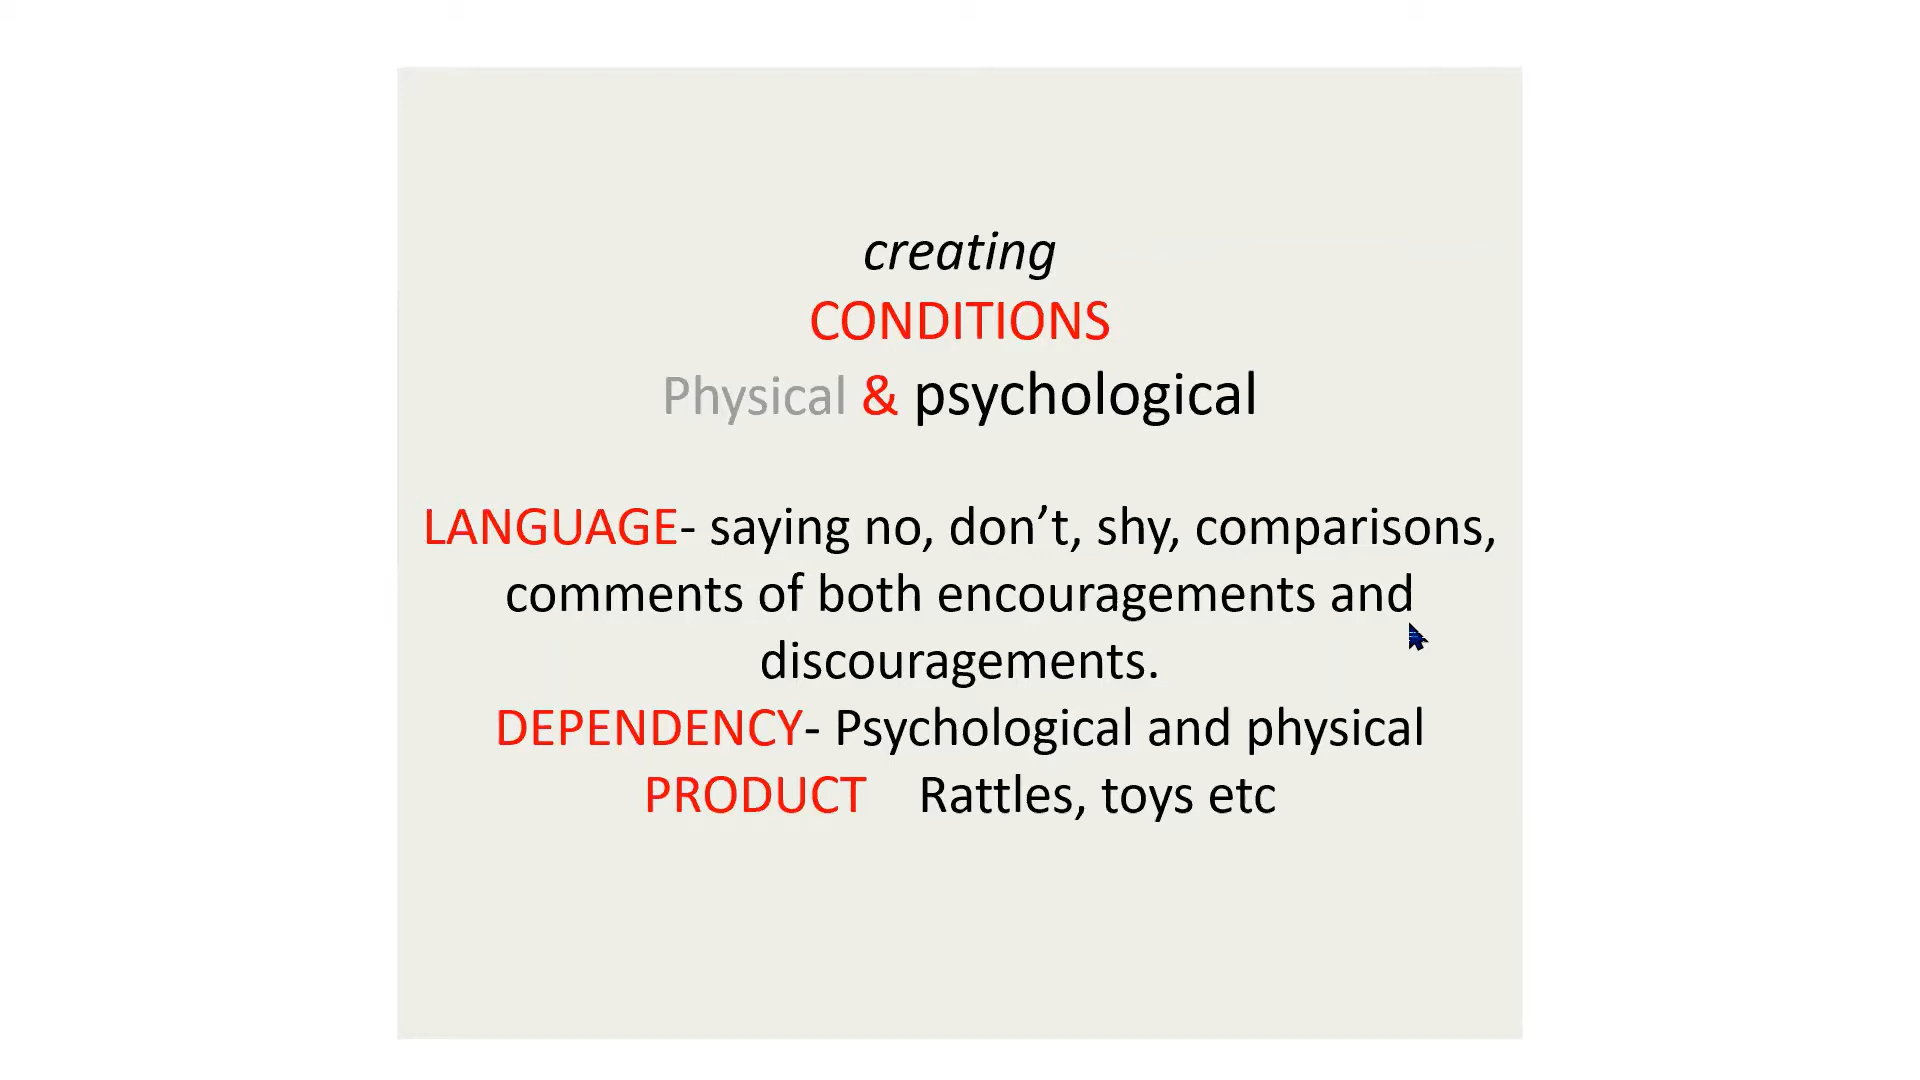 creating
CONDITIONS
Physical & psychological
LANGUAGE- saying no, don’t, shy, comparisons,
comments of both encouragements and
discouragements.
DEPENDENCY- Psychological and physical
PRODUCT Rattles, toys etc